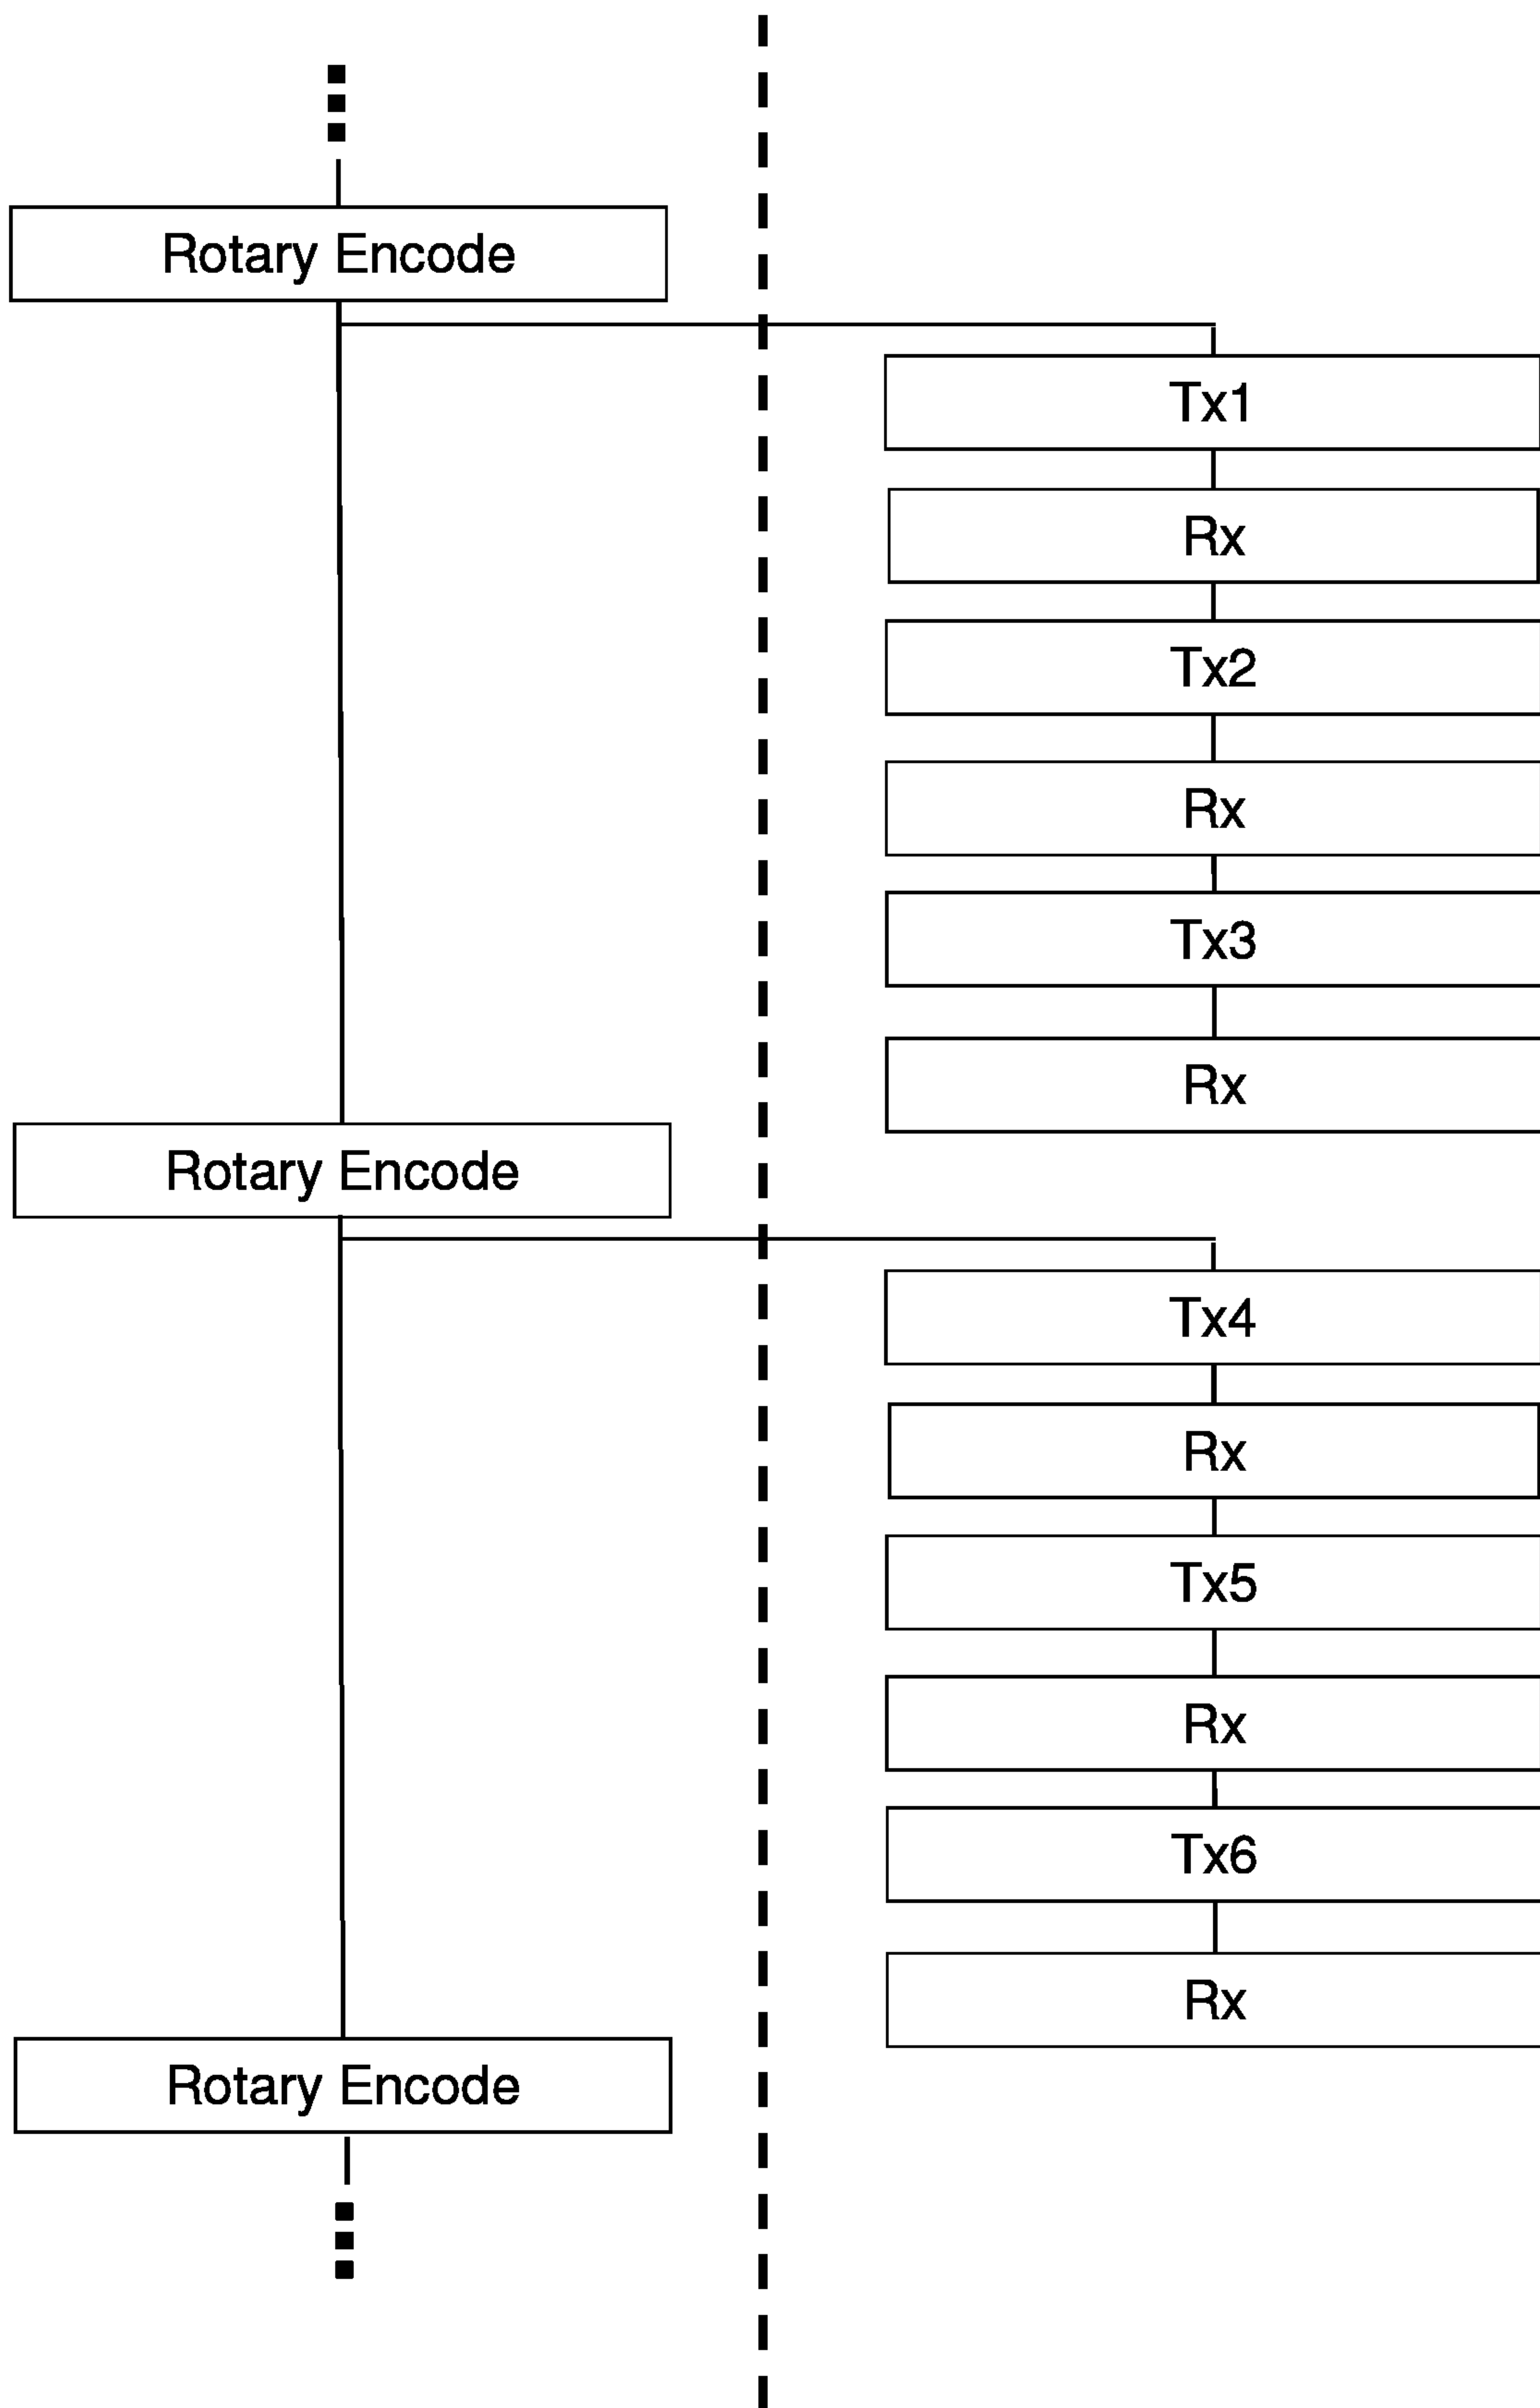 Rotary Encode
Tx1
Rx
Tx2
Rx
Tx3
Rx
Rotary Encode
Tx4
Rx
Tx5
Rx
Tx6
Rx
Rotary Encode